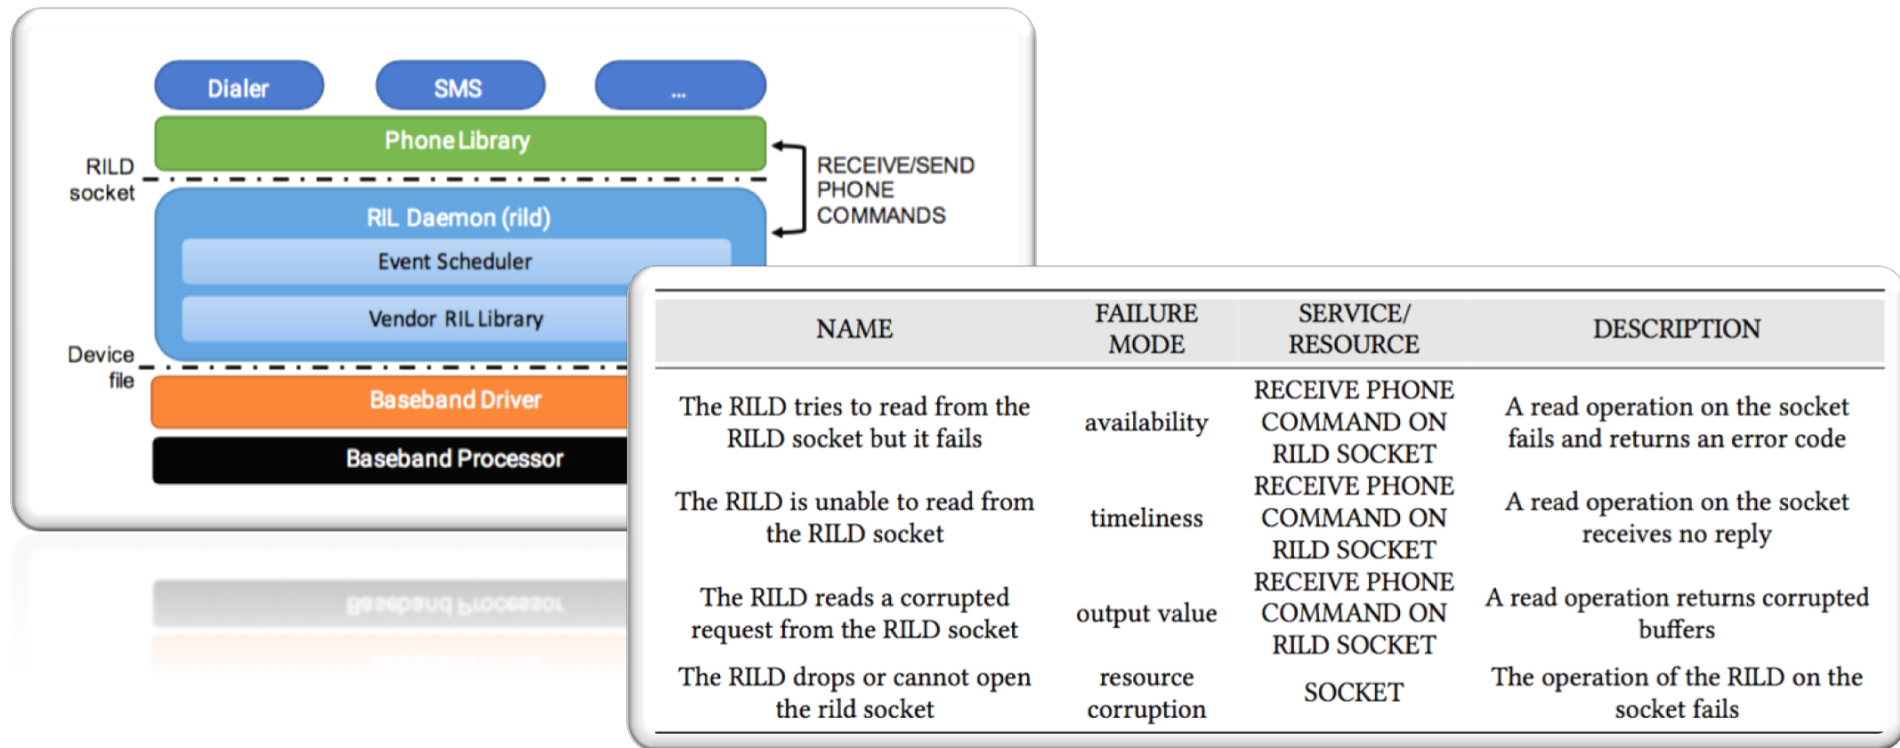 Dialer
SMS
...
Phone Library
RILD
socket
RECEIVE/SEND
PHONE
COMMANDS
RIL Daemon (rild)
Event Scheduler
Vendor RIL Library
Device
file
Baseband Driver
Baseband Processor
NAME
FAILURE
MODE
SERVICE/
RESOURCE
DESCRIPTION
The RILD tries to read from the
RILD socket but it fails
availability
RECEIVE PHONE
COMMAND ON
RILD SOCKET
A read operation on the socket
fails and returns an error code
The RILD is unable to read from
the RILD socket
timeliness
RECEIVE PHONE
COMMAND ON
RILD SOCKET
A read operation on the socket
receives no reply
The RILD reads a corrupted
request from the RILD socket
output value
RECEIVE PHONE
COMMAND ON
RILD SOCKET
A read operation returns corrupted
buffers
The RILD drops or cannot open
the rild socket
resource
corruption
SOCKET
The operation of the RILD on the
socket fails
Baseband Processor